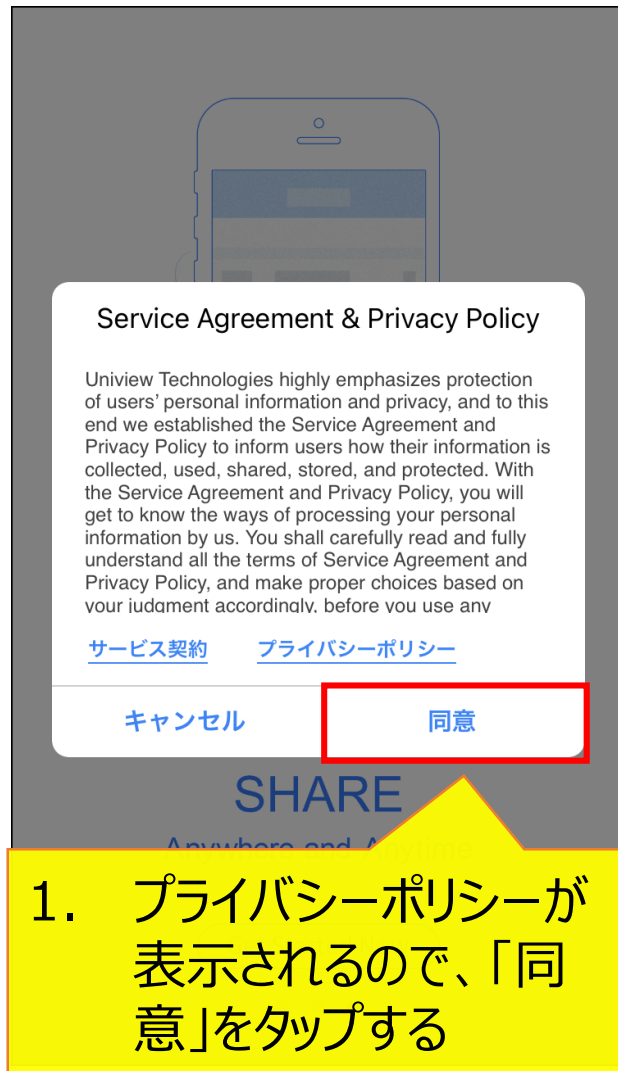 Service Agreement & Privacy Policy
Uniview Technologies highly emphasizes protection
of users’ personal information and privacy, and to this
end we established the Service Agreement and
Privacy Policy to inform users how their information is
collected, used, shared, stored, and protected. With
the Service Agreement and Privacy Policy, you will
get to know the ways of processing your personal
information by us. You shall carefully read and fully
understand all the terms of Service Agreement and
Privacy Policy, and make proper choices based on
your judgment accordingly, before you use any
サービス契約 プライバシーポリシー
キャンセル 同意
SHARE
Anywhere and Anytime
1. プライバシーポリシーが
表示されるので、「同
意」をタップする